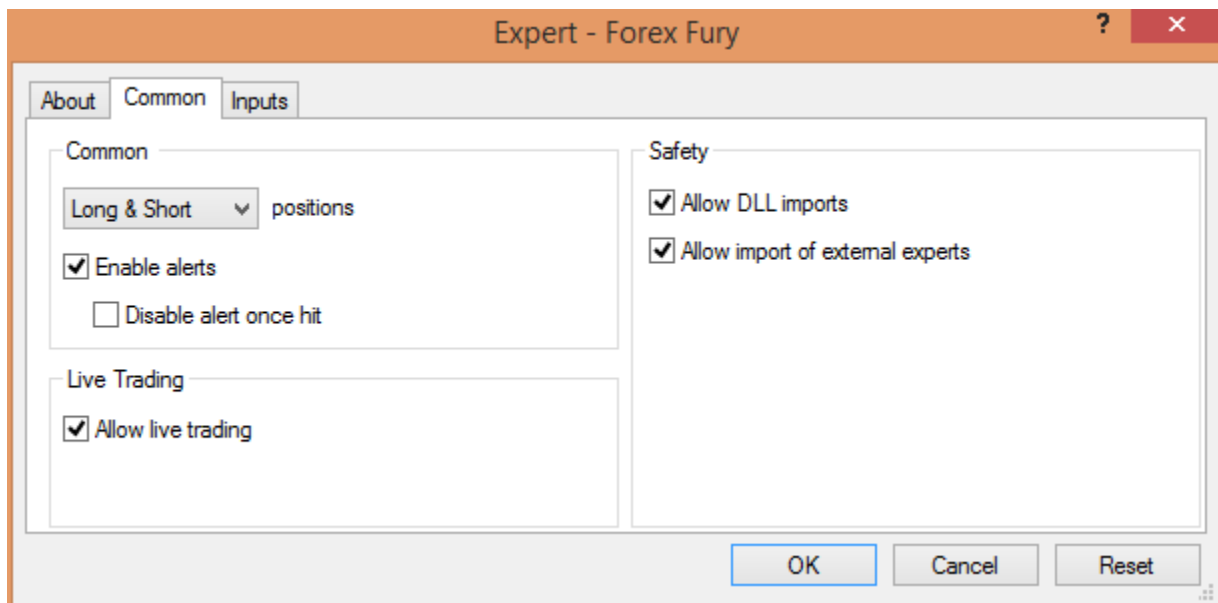 Expert - Forex Fury
?
About Common Inputs
Common
Long & Short positions
Enable alerts
Disable alert once hit
Live Trading
Allow live trading
Safety
Allow DLL imports
Allow import of external experts
OK Cancel Reset